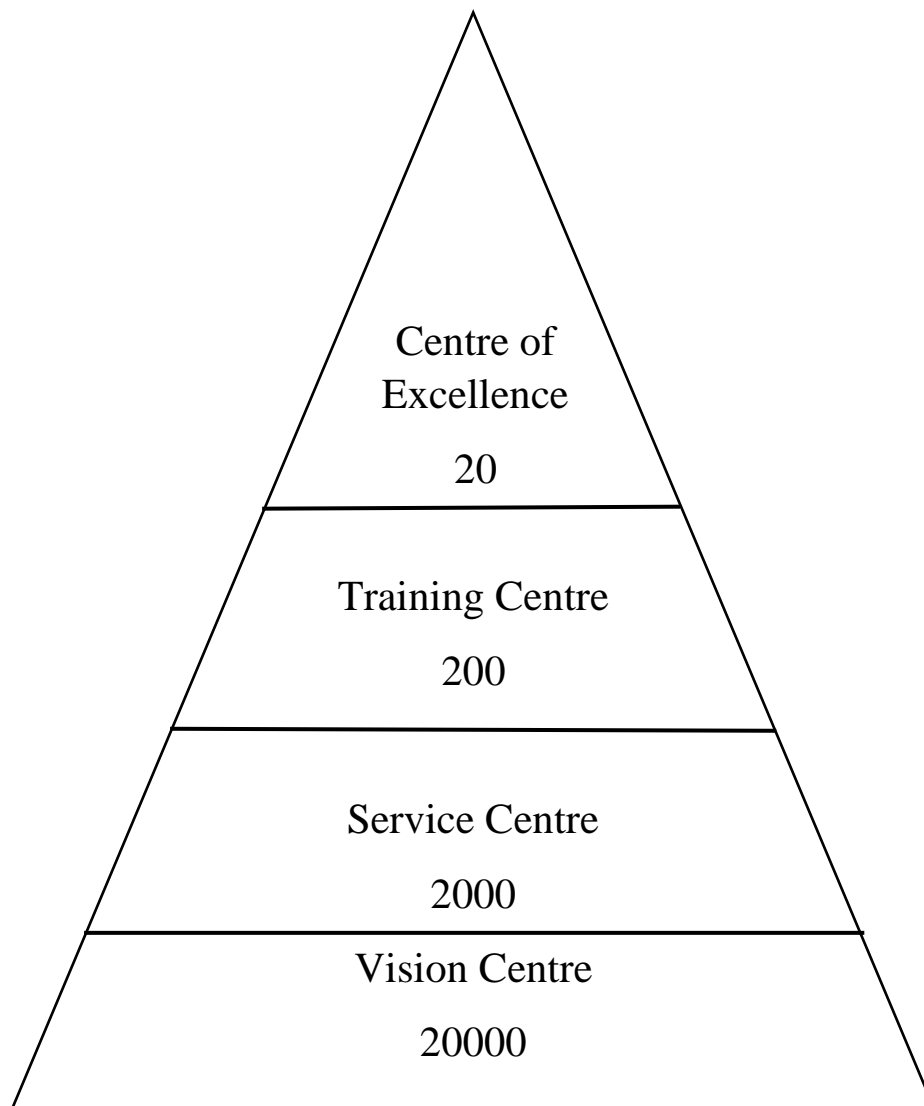 Centre of
Excellence
20
Training Centre
200
Service Centre
2000
Vision Centre
20000